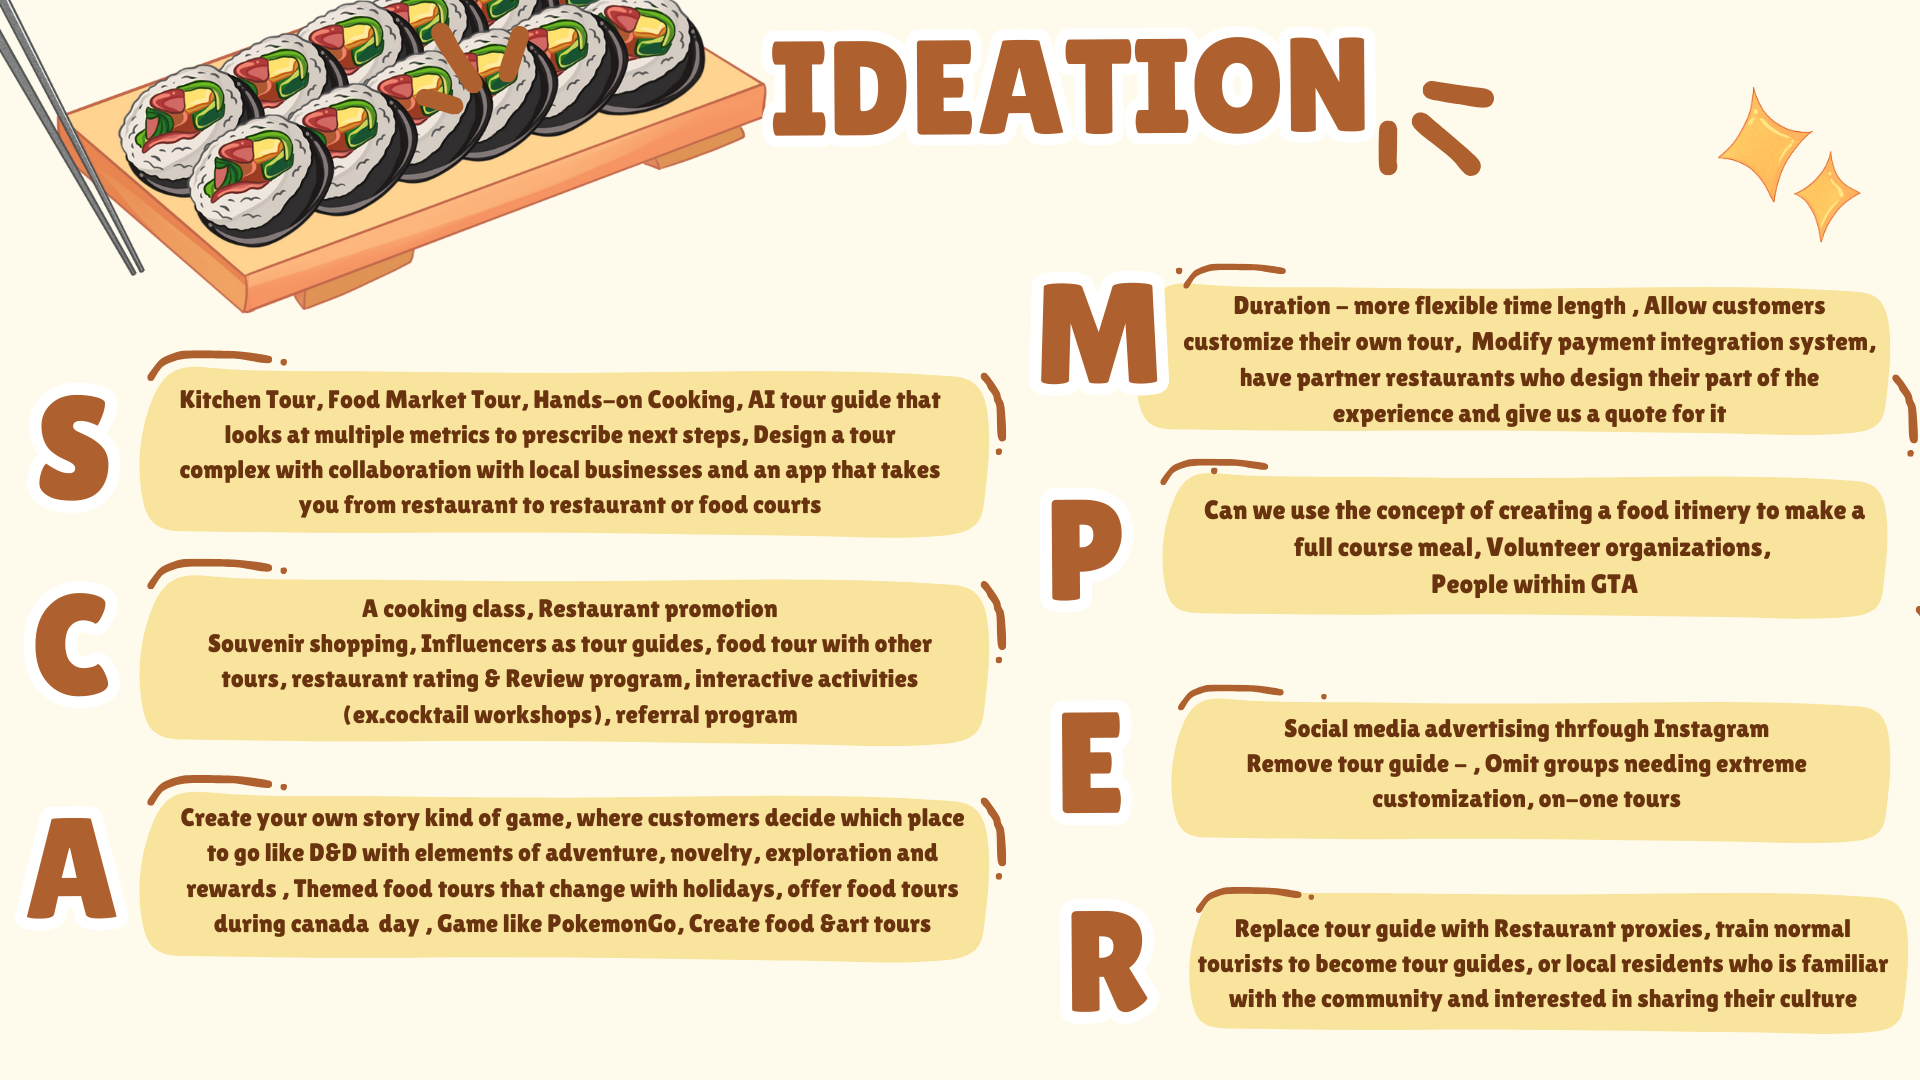 IDEATION
S
Kitchen Tour, Food Market Tour, Hands-on Cooking, AI tour guide that
looks at multiple metrics to prescribe next steps, Design a tour
complex with collaboration with local businesses and an app that takes
you from restaurant to restaurant or food courts
C
A cooking class, Restaurant promotion
Souvenir shopping, Influencers as tour guides, food tour with other
tours, restaurant rating & Review program, interactive activities
(ex.cocktail workshops), referral program
A
Create your own story kind of game, where customers decide which place
to go like D&D with elements of adventure, novelty, exploration and
rewards , Themed food tours that change with holidays, offer food tours
during canada  day , Game like PokemonGo, Create food &art tours
M
Duration - more flexible time length , Allow customers
customize their own tour,  Modify payment integration system,
have partner restaurants who design their part of the
experience and give us a quote for it
P
Can we use the concept of creating a food itinery to make a
full course meal, Volunteer organizations,
People within GTA
E
Social media advertising thrfough Instagram
Remove tour guide - , Omit groups needing extreme
customization, on-one tours
R
Replace tour guide with Restaurant proxies, train normal
tourists to become tour guides, or local residents who is familiar
with the community and interested in sharing their culture